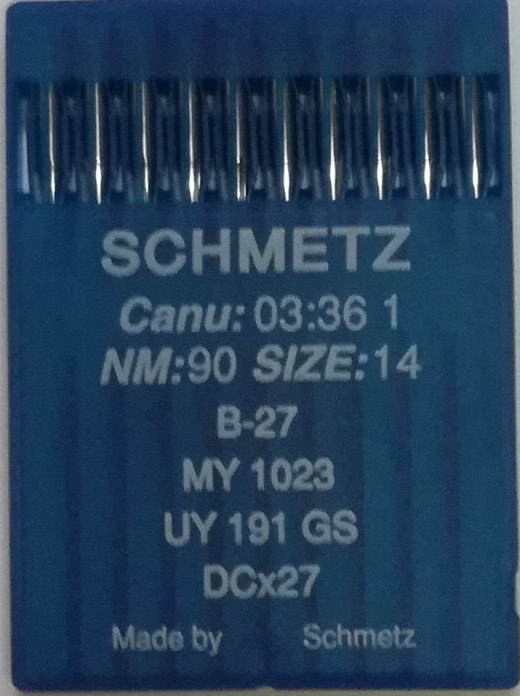 SCHMETZ
Canu: 03:36 1
NM:90 SIZE:14
B-27
MY 1023
UY 191 GS
DCx27
Made by Schmetz